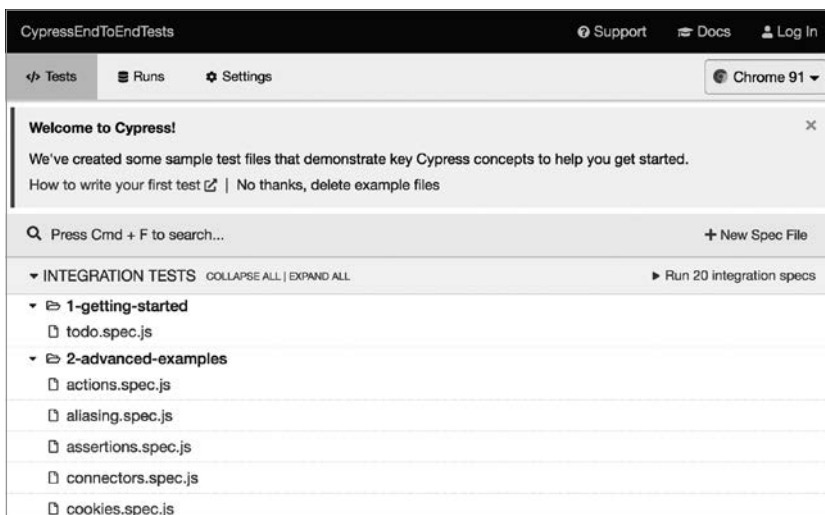 CypressEndToEndTests Support Docs Log In
</> Tests Runs Settings Chrome 91
Welcome to Cypress!
We've created some sample test files that demonstrate key Cypress concepts to help you get started.
How to write your first test | No thanks, delete example files
Press Cmd + F to search... + New Spec File
INTEGRATION TESTS COLLAPSE ALL | EXPAND ALL Run 20 integration specs
1-getting-started
todo.spec.js
2-advanced-examples
actions.spec.js
aliasing.spec.js
assertions.spec.js
connectors.spec.js
cookies.spec.js